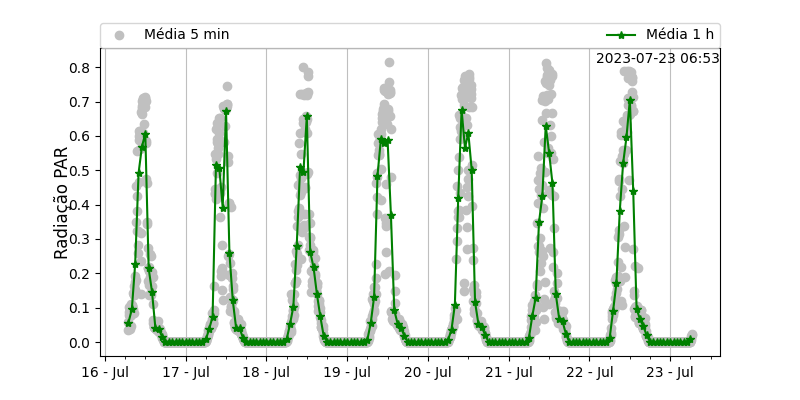 Média 5 min
Média 1 h
2023-07-23 06:53
Radiação PAR
0.8
0.7
0.6
0.5
0.4
0.3
0.2
0.1
0.0
16 - Jul
17 - Jul
18 - Jul
19 - Jul
20 - Jul
21 - Jul
22 - Jul
23 - Jul